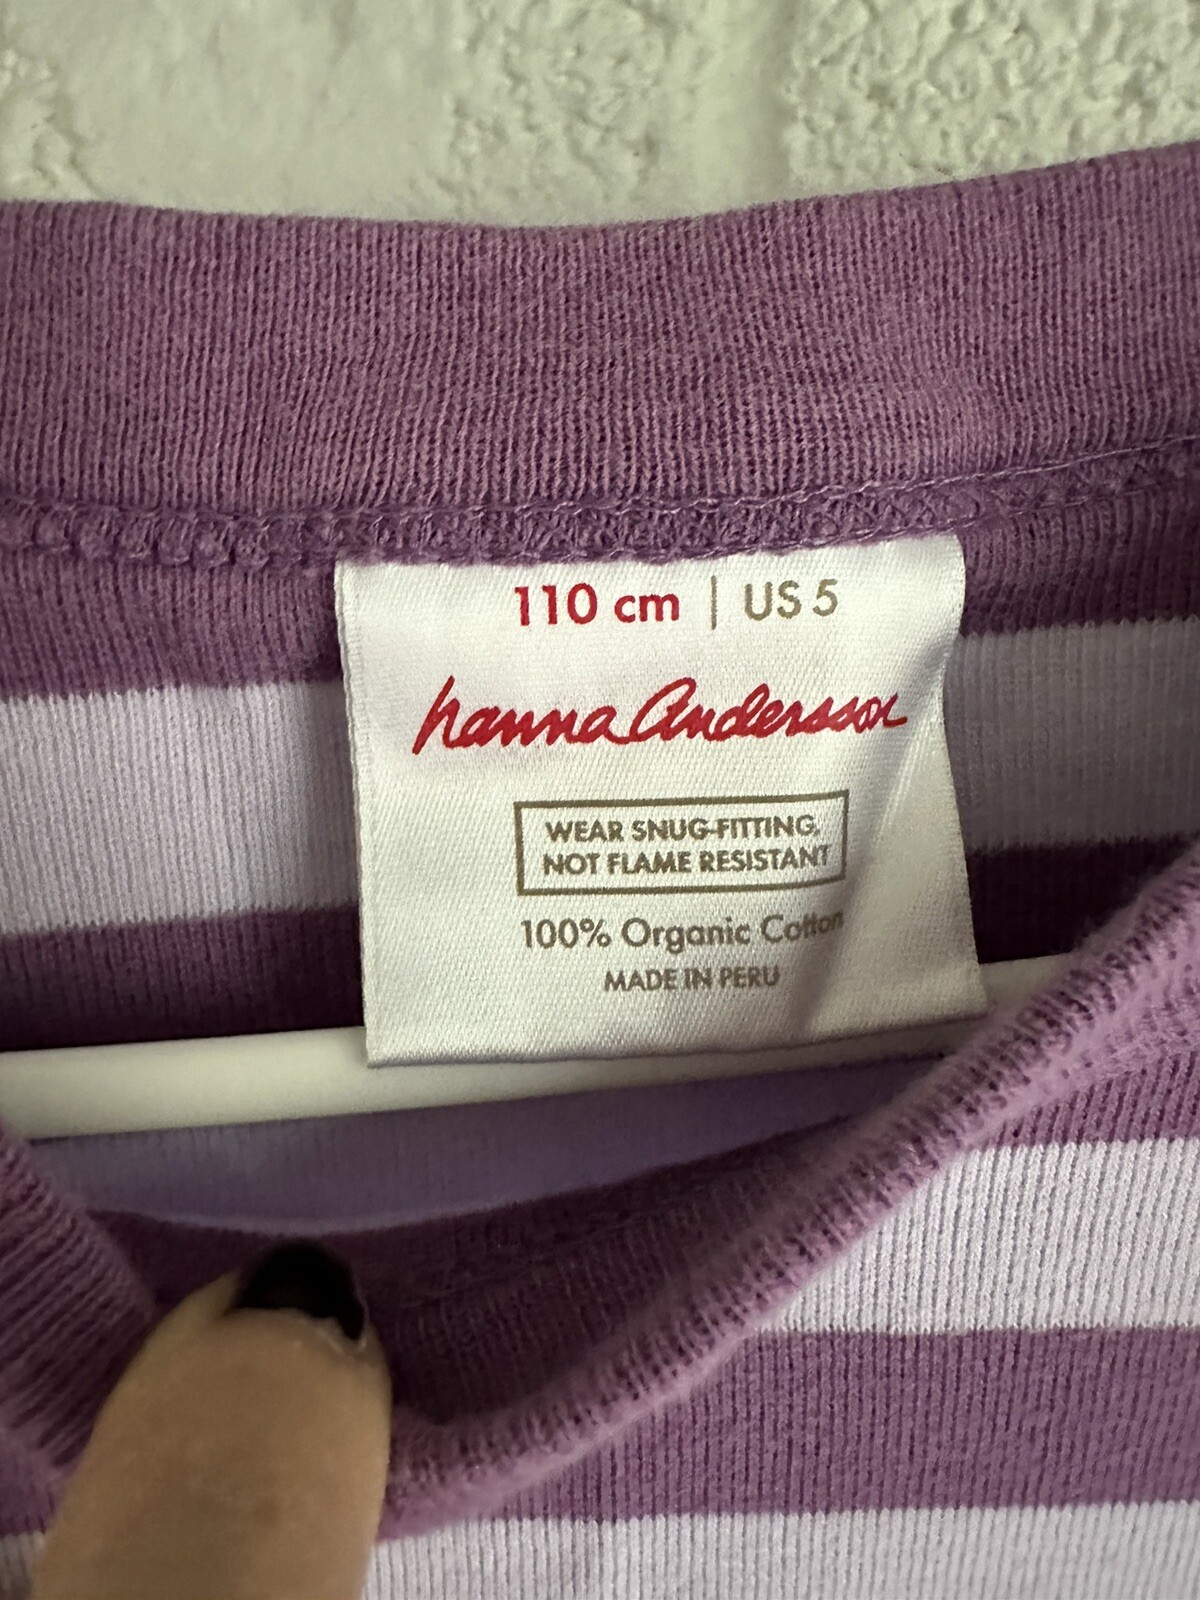 110 cm | US 5
hanna Andersson
WEAR SNUG-FITTING,
NOT FLAME RESISTANT
100% Organic Cotton
MADE IN PERU